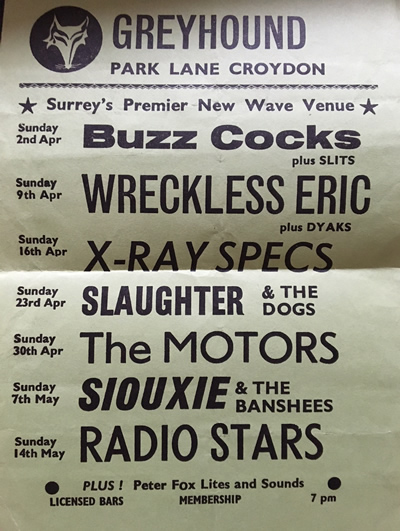 GREYHOUND
PARK LANE CROYDON
★ Surrey's Premier New Wave Venue ★
Sunday
2nd Apr
Buzz Cocks
plus SLITS
Sunday
9th Apr
WRECKLESS ERIC
plus DYAKS
Sunday
16th Apr
X-RAY SPECS
Sunday
23rd Apr
SLAUGHTER & THE
DOGS
Sunday
30th Apr
The MOTORS
Sunday
7th May
SIOUXIE & THE
BANSHEES
Sunday
14th May
RADIO STARS
● PLUS! Peter Fox Lites and Sounds ●
LICENSED BARS MEMBERSHIP 7 pm